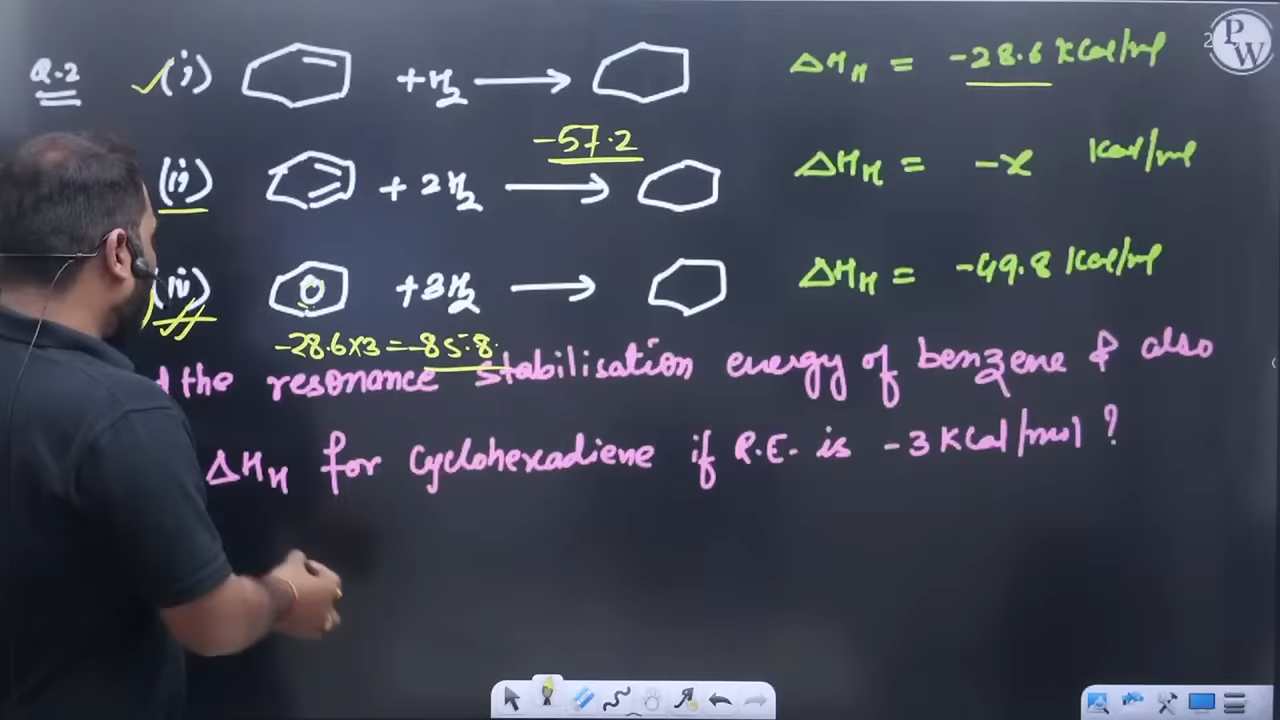 Q.2 (i) + H2 ⟶ ΔHH = -28.6 KCal/mol
-57.2
(ii) + 2H2 ⟶ ΔHH = -x Kcal/mol
+ 3H2 ⟶ ΔHH = -49.8 Kcal/mol
-28.6×3 = -85.8
the resonance stabilisation energy of benzene & also
ΔHH for cyclohexadiene if R.E. is -3 KCal/mol ?
PW
2